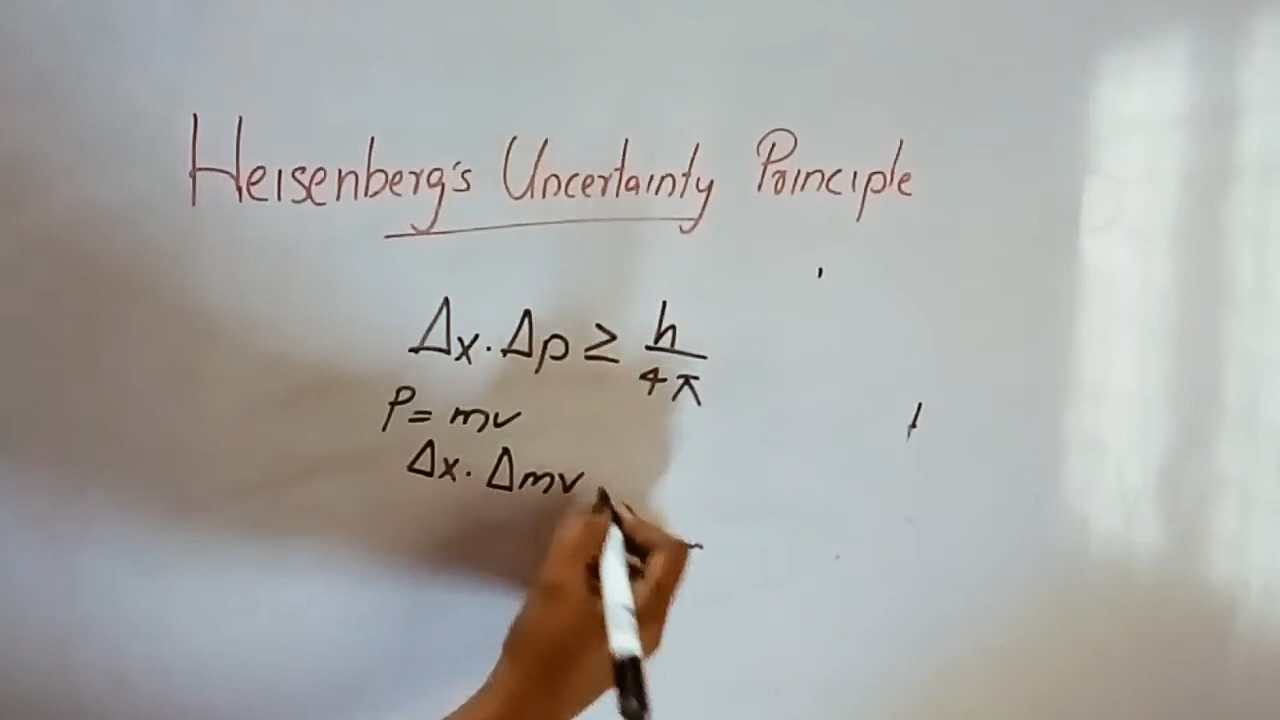 Heisenberg's Uncertainty Principle
Δx · Δp ≥ h/4π
P = mv
Δx · Δmv